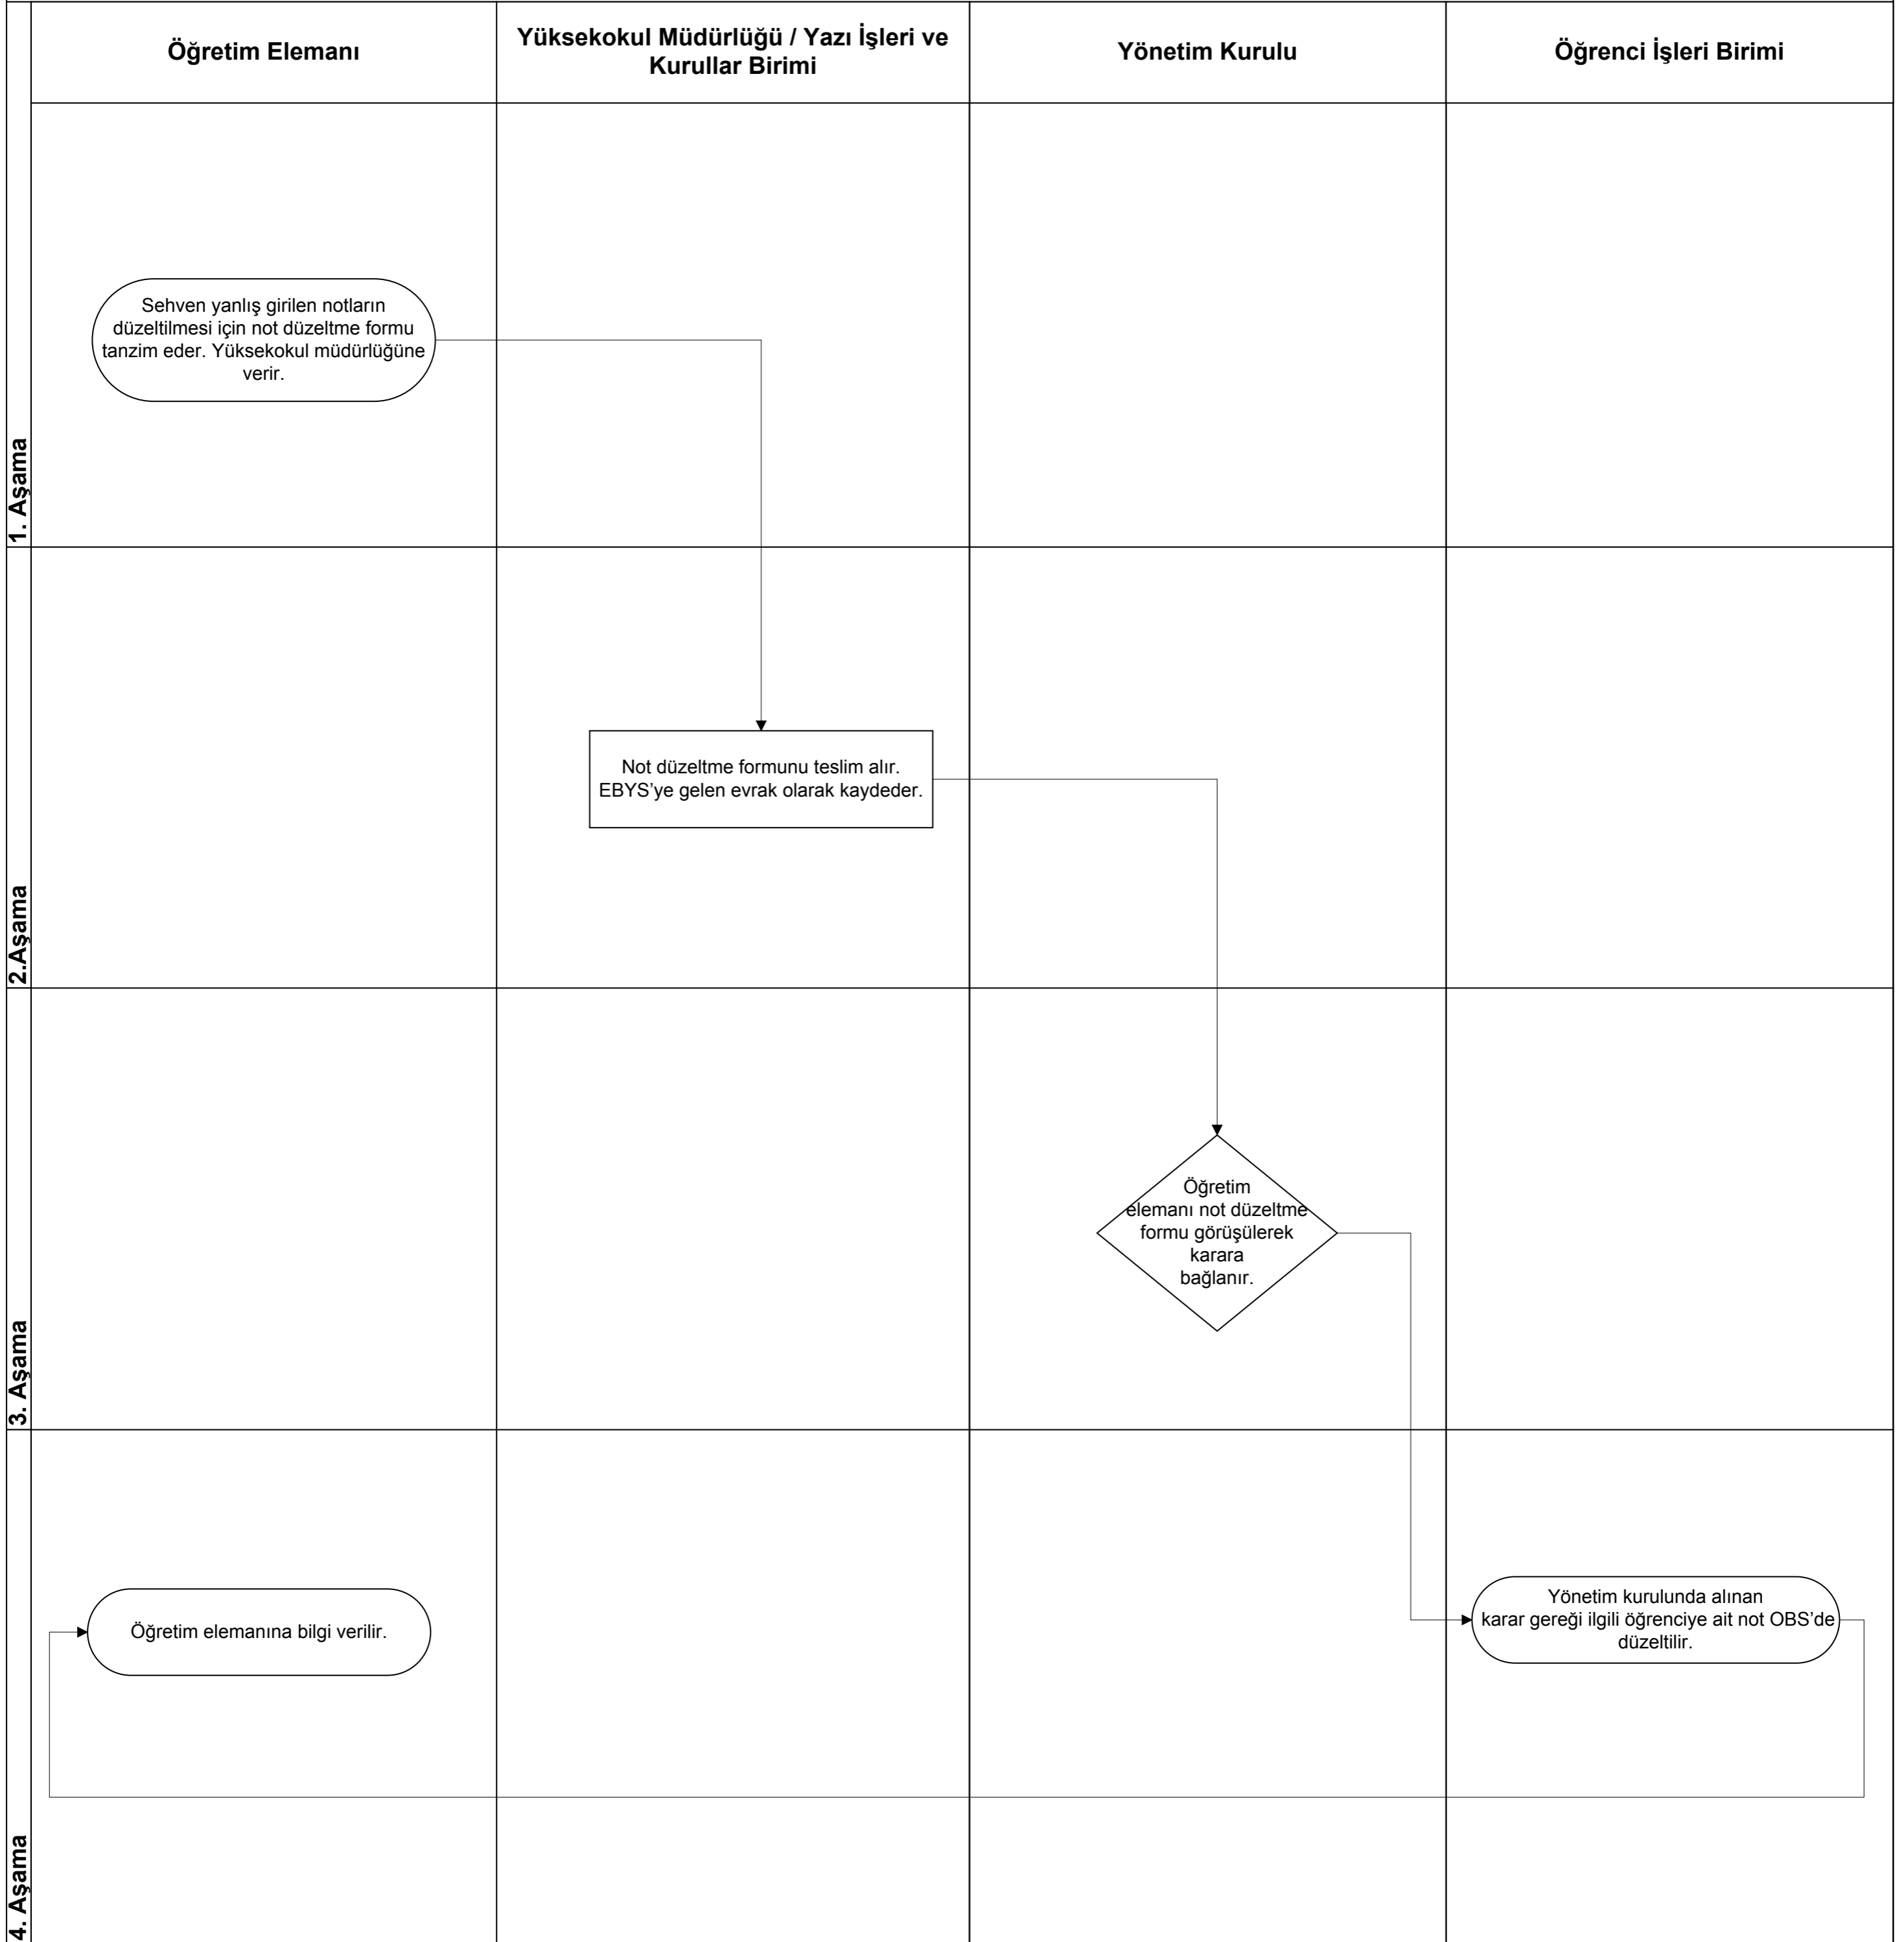 Öğretim Elemanı
Yüksekokul Müdürlüğü / Yazı İşleri ve
Kurullar Birimi
Yönetim Kurulu
Öğrenci İşleri Birimi
1. Aşama
Sehven yanlış girilen notların
düzeltilmesi için not düzeltme formu
tanzim eder. Yüksekokul müdürlüğüne
verir.
2.Aşama
Not düzeltme formunu teslim alır.
EBYS’ye gelen evrak olarak kaydeder.
3. Aşama
Öğretim
elemanı not düzeltme
formu görüşülerek
karara
bağlanır.
4. Aşama
Öğretim elemanına bilgi verilir.
Yönetim kurulunda alınan
karar gereği ilgili öğrenciye ait not OBS’de
düzeltilir.